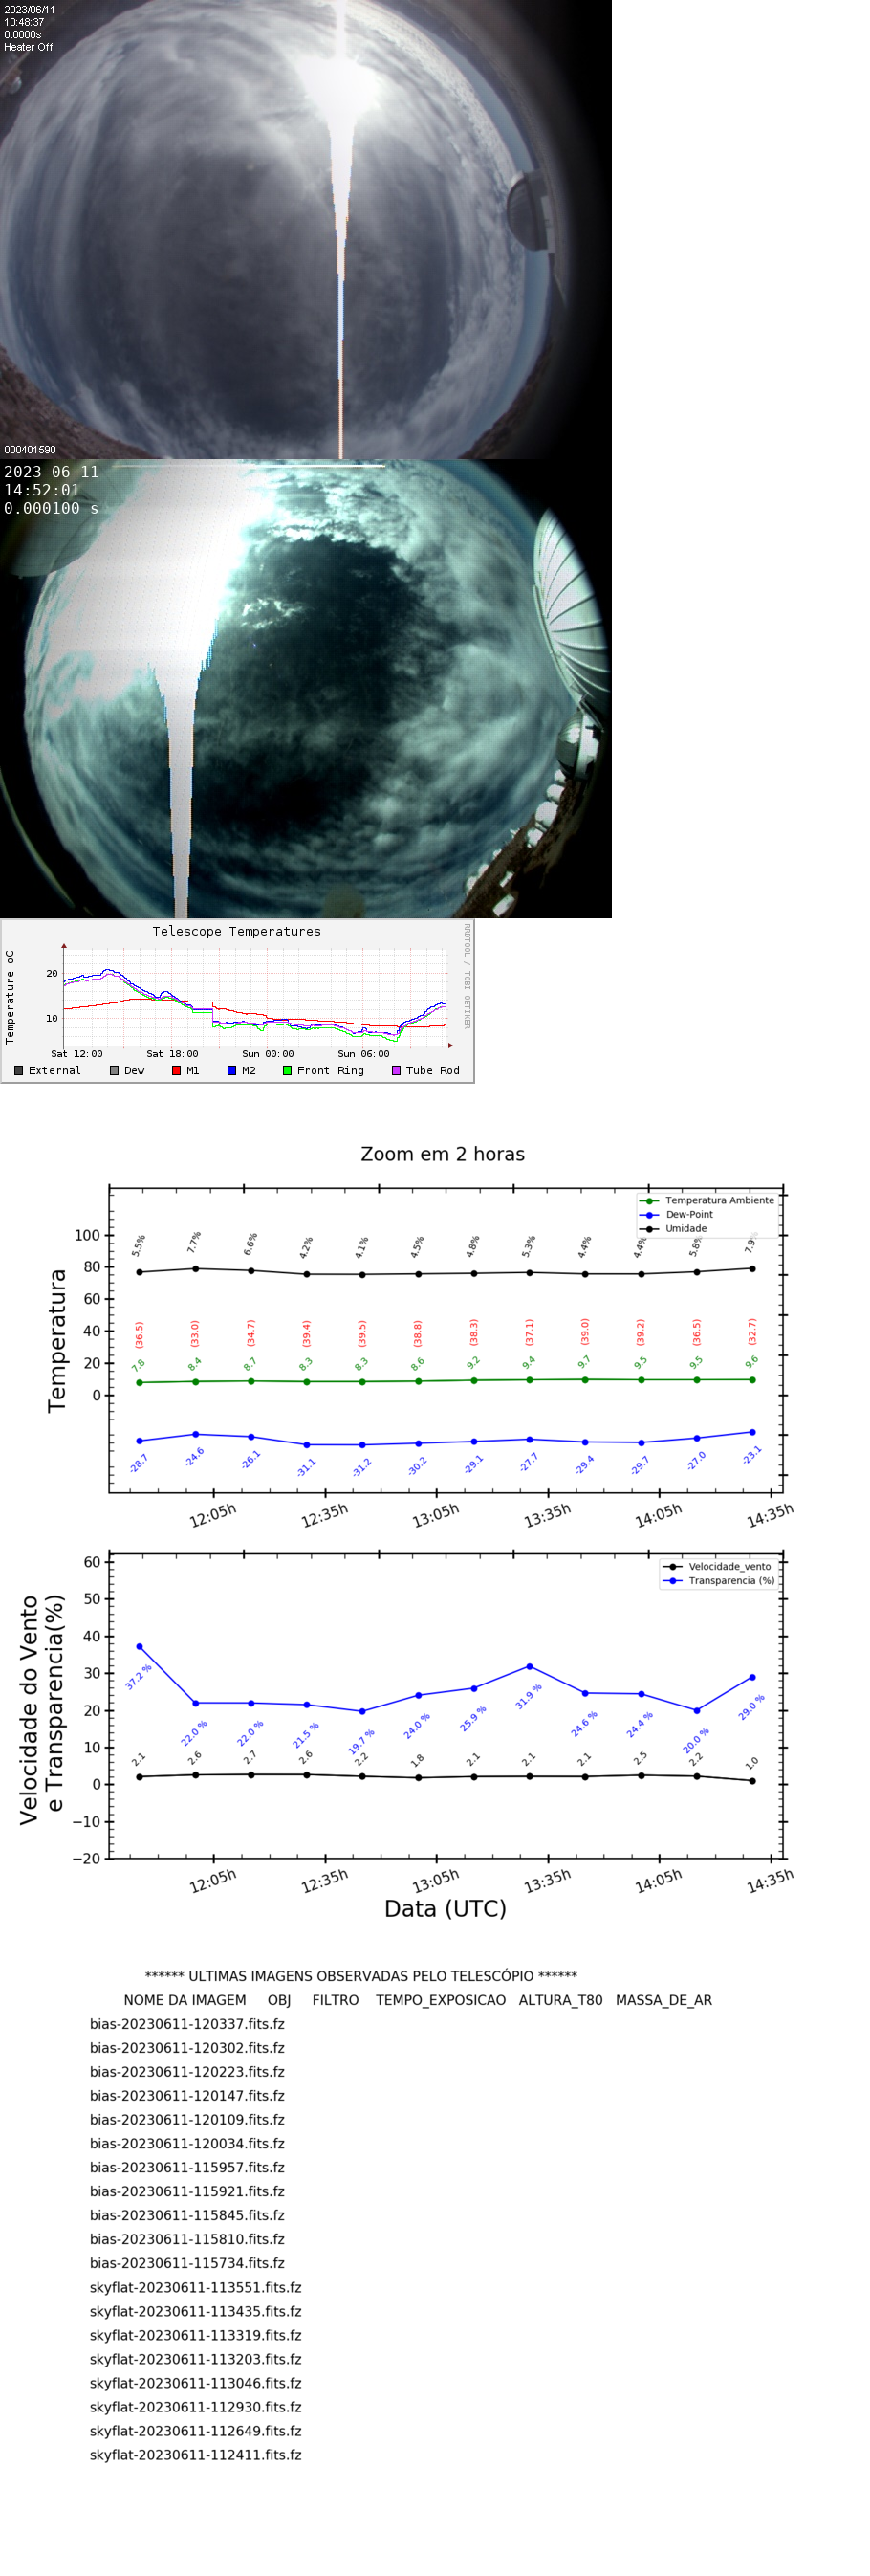 2023/06/11
10:48:37
0.0000s
Heater Off
000401590
2023-06-11
14:52:01
0.000100 s
Telescope Temperatures
RRDTOOL / TOBI OETIKER
Temperature oC
20
10
Sat 12:00 Sat 18:00 Sun 00:00 Sun 06:00
External Dew M1 M2 Front Ring Tube Rod
Zoom em 2 horas
Temperatura Ambiente
Dew-Point
Umidade
Temperatura
100
80
60
40
20
0
5.5% 7.7% 6.6% 4.2% 4.1% 4.5% 4.8% 5.3% 4.4% 4.4% 5.8% 7.9%
(36.5) (33.0) (34.7) (39.4) (39.5) (38.8) (38.3) (37.1) (39.0) (39.2) (36.5) (32.7)
7.8 8.4 8.7 8.3 8.3 8.6 9.2 9.4 9.7 9.5 9.5 9.6
-28.7 -24.6 -26.1 -31.1 -31.2 -30.2 -29.1 -27.7 -29.4 -29.7 -27.0 -23.1
12:05h 12:35h 13:05h 13:35h 14:05h 14:35h
Velocidade_vento
Transparencia (%)
Velocidade do Vento
e Transparencia(%)
60
50
40
30
20
10
0
−10
−20
37.2 % 22.0 % 22.0 % 21.5 % 19.7 % 24.0 % 25.9 % 31.9 % 24.6 % 24.4 % 20.0 % 29.0 %
2.1 2.6 2.7 2.6 2.2 1.8 2.1 2.1 2.1 2.5 2.2 1.0
12:05h 12:35h 13:05h 13:35h 14:05h 14:35h
Data (UTC)
****** ULTIMAS IMAGENS OBSERVADAS PELO TELESCÓPIO ******
NOME DA IMAGEM OBJ FILTRO TEMPO_EXPOSICAO ALTURA_T80 MASSA_DE_AR
bias-20230611-120337.fits.fz
bias-20230611-120302.fits.fz
bias-20230611-120223.fits.fz
bias-20230611-120147.fits.fz
bias-20230611-120109.fits.fz
bias-20230611-120034.fits.fz
bias-20230611-115957.fits.fz
bias-20230611-115921.fits.fz
bias-20230611-115845.fits.fz
bias-20230611-115810.fits.fz
bias-20230611-115734.fits.fz
skyflat-20230611-113551.fits.fz
skyflat-20230611-113435.fits.fz
skyflat-20230611-113319.fits.fz
skyflat-20230611-113203.fits.fz
skyflat-20230611-113046.fits.fz
skyflat-20230611-112930.fits.fz
skyflat-20230611-112649.fits.fz
skyflat-20230611-112411.fits.fz